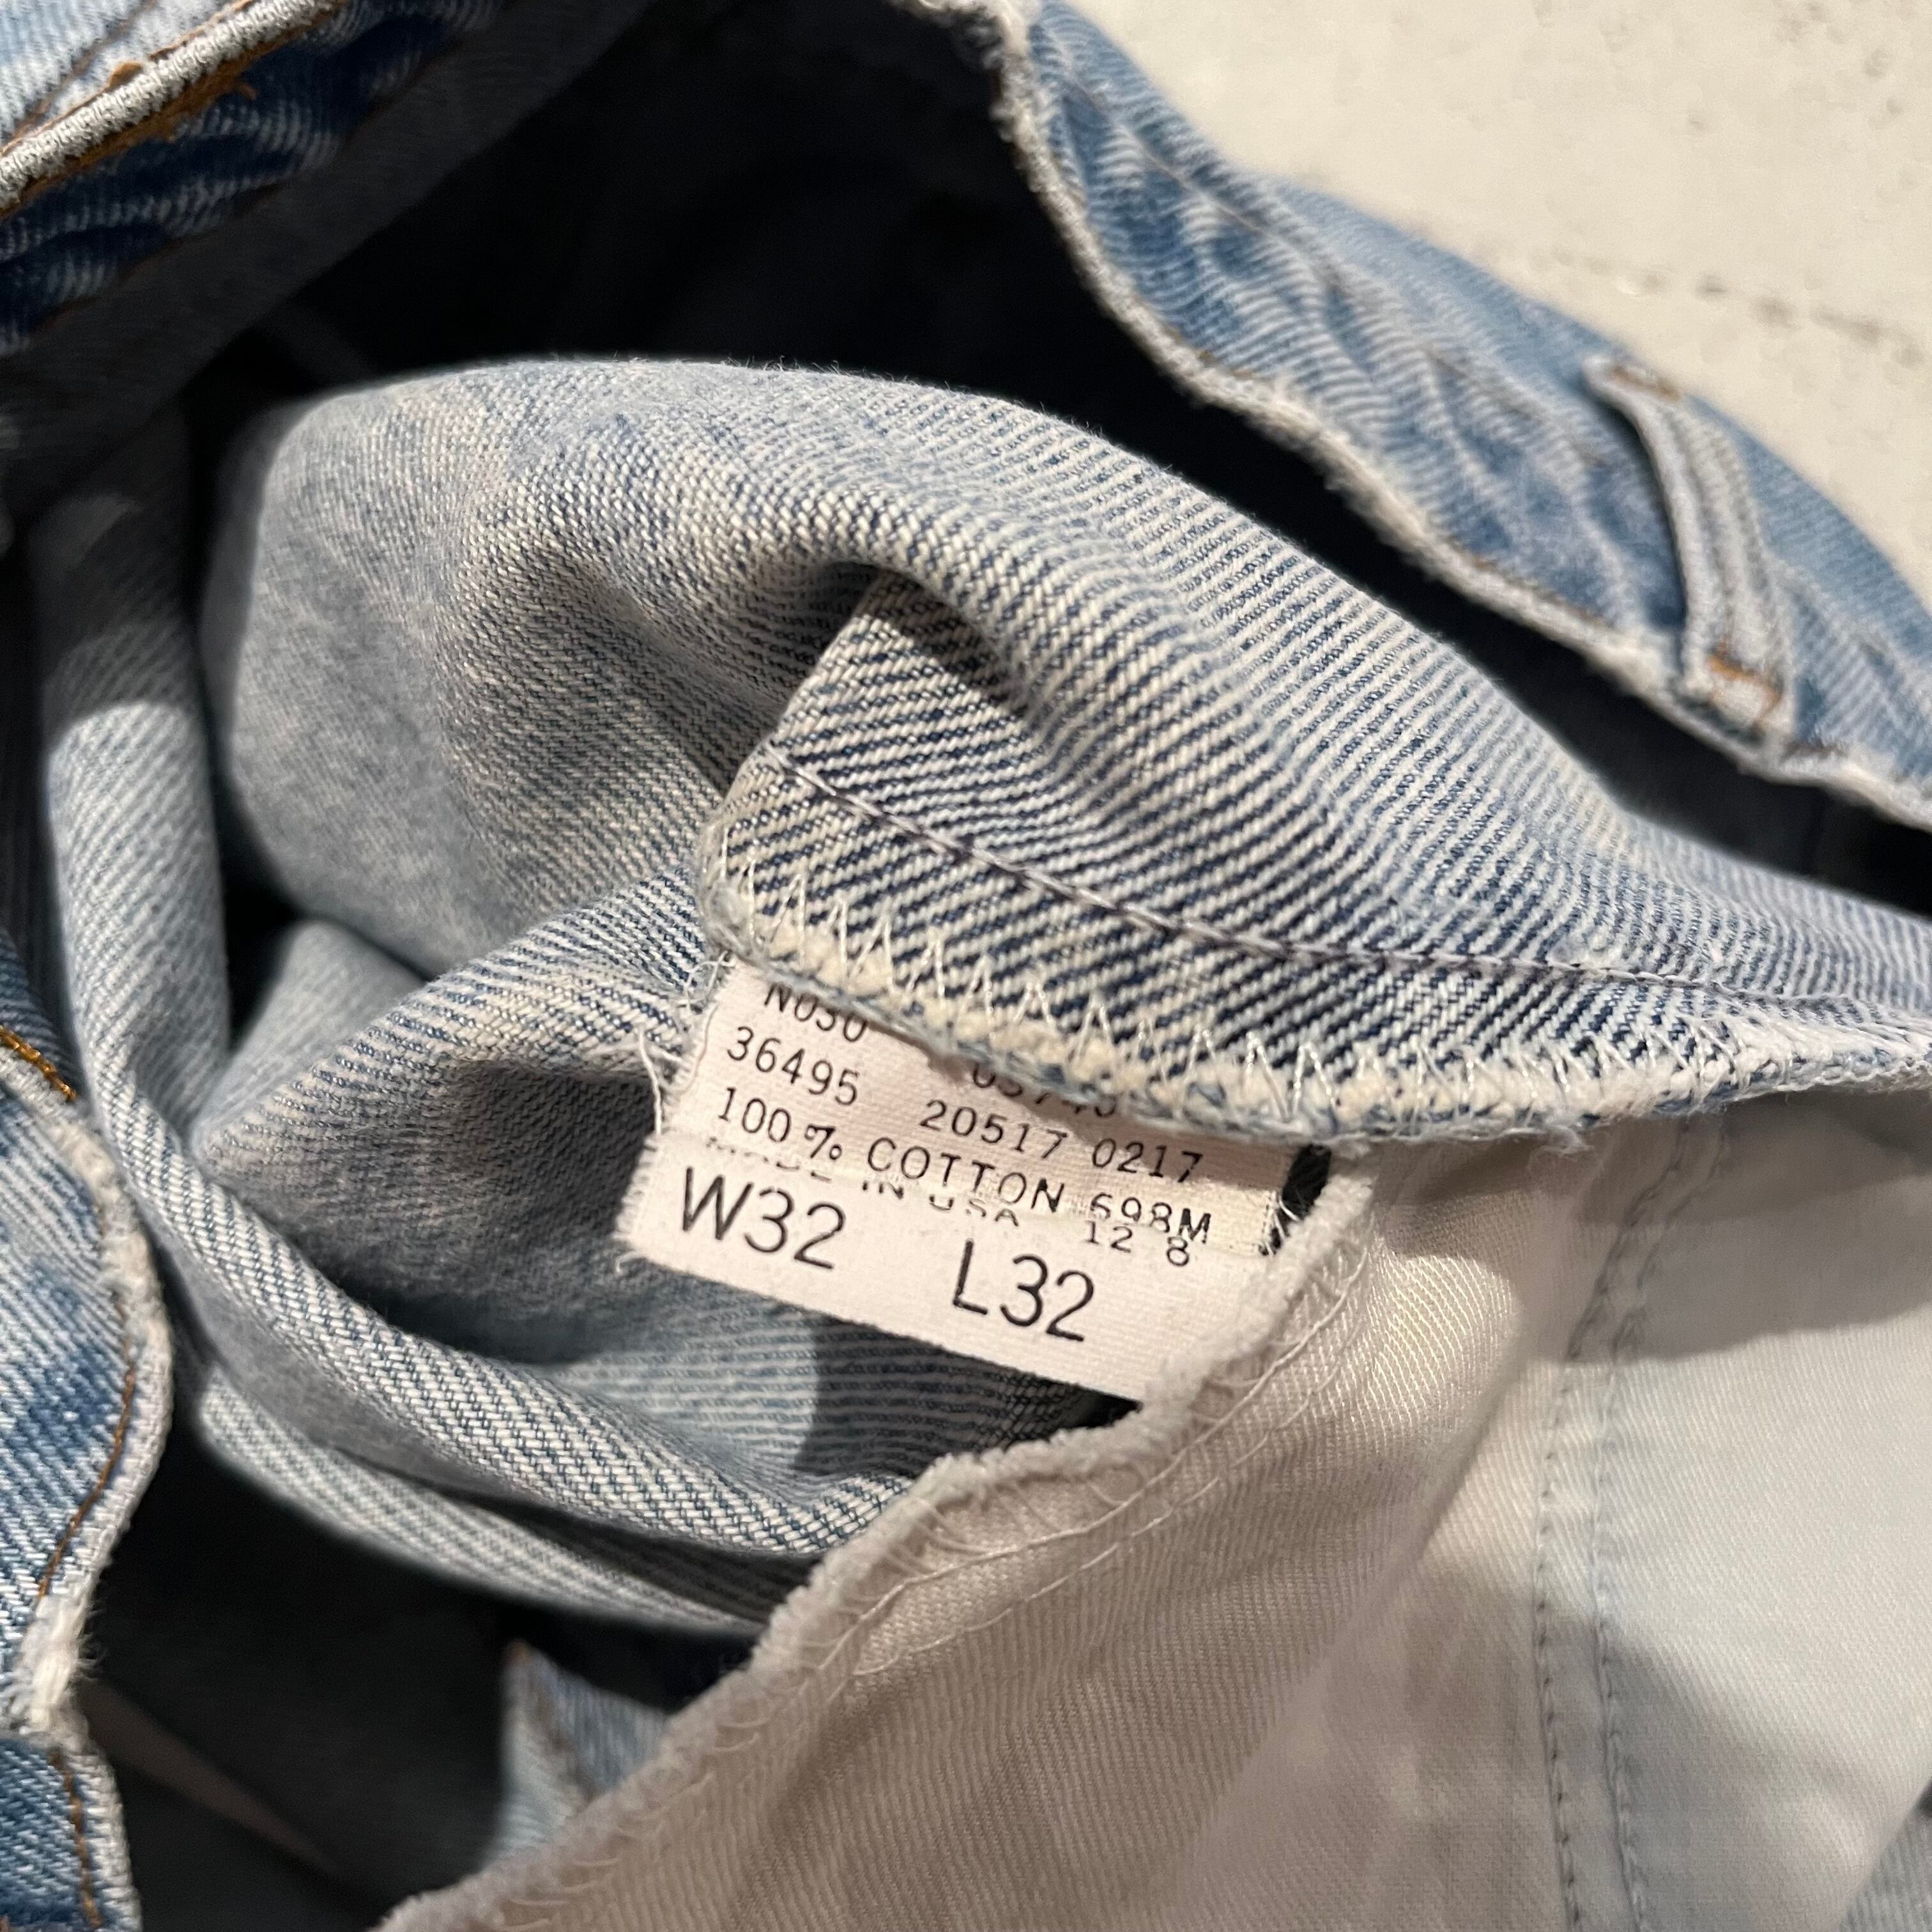 N030
36495 20517 0217
100% COTTON 698M
MADE IN USA 12 8
W32 L32